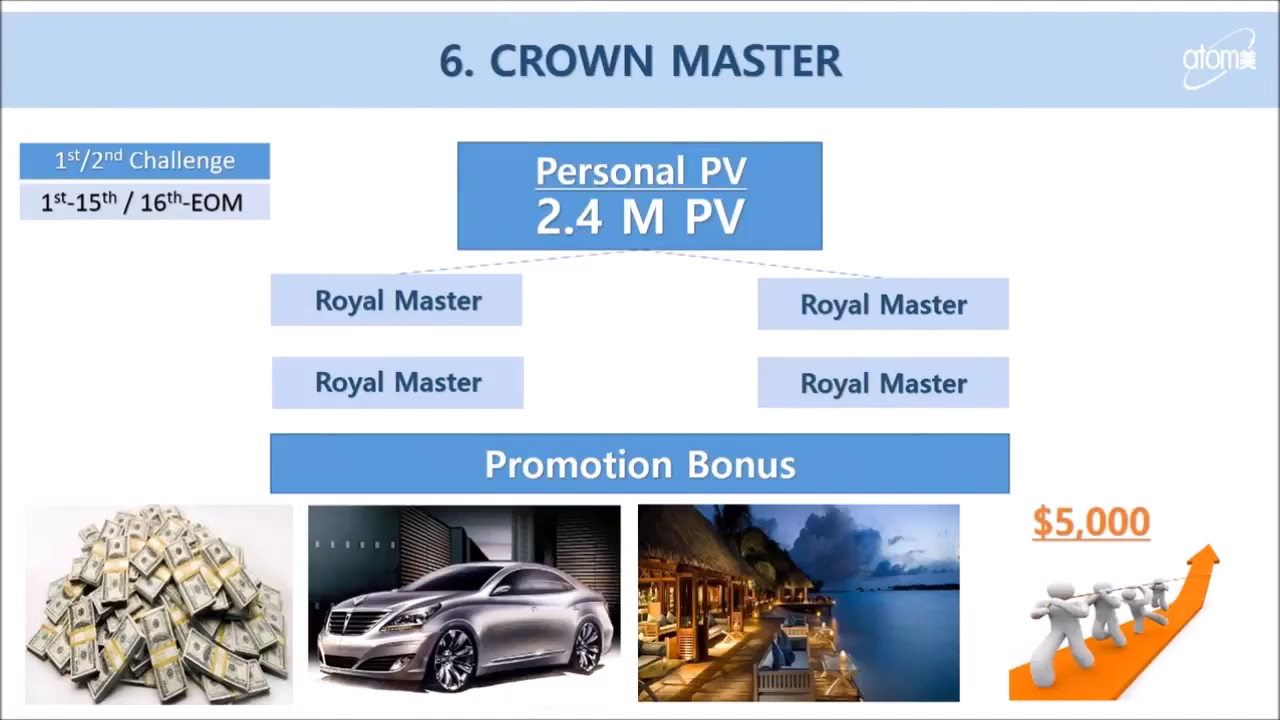 6. CROWN MASTER
atom美
1st/2nd Challenge
1st-15th / 16th-EOM
Personal PV
2.4 M PV
Royal Master
Royal Master
Royal Master
Royal Master
Promotion Bonus
$5,000